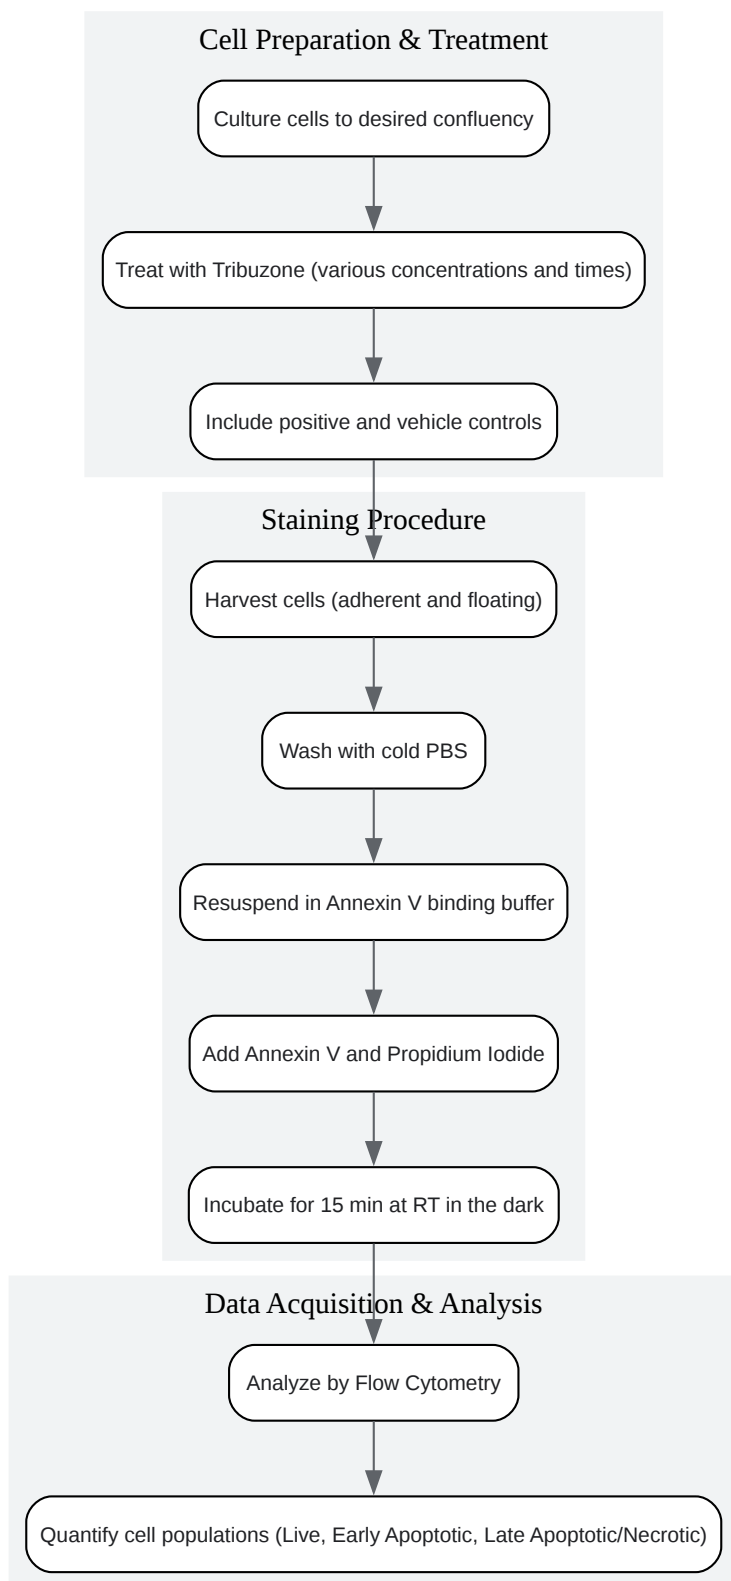 Cell Preparation & Treatment
Culture cells to desired confluency
Treat with Tribuzone (various concentrations and times)
Include positive and vehicle controls
Staining Procedure
Harvest cells (adherent and floating)
Wash with cold PBS
Resuspend in Annexin V binding buffer
Add Annexin V and Propidium Iodide
Incubate for 15 min at RT in the dark
Data Acquisition & Analysis
Analyze by Flow Cytometry
Quantify cell populations (Live, Early Apoptotic, Late Apoptotic/Necrotic)